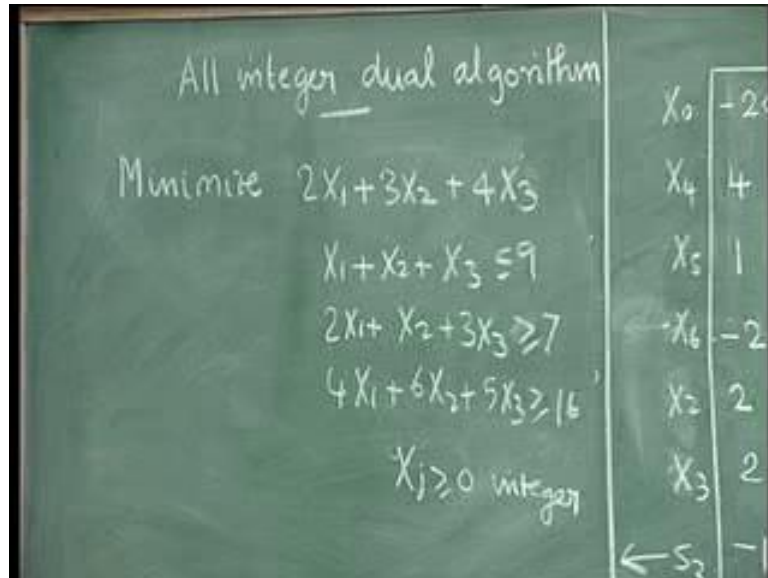 All integer dual algorithm
Minimize 2X₁+3X₂+4X₃
X₁+X₂+X₃≤9
2X₁+X₂+3X₃≥7
4X₁+6X₂+5X₃≥16
Xj≥0 integer
X₀
X₄ 4
X₅ 1
X₆ -2
X₂ 2
X₃ 2